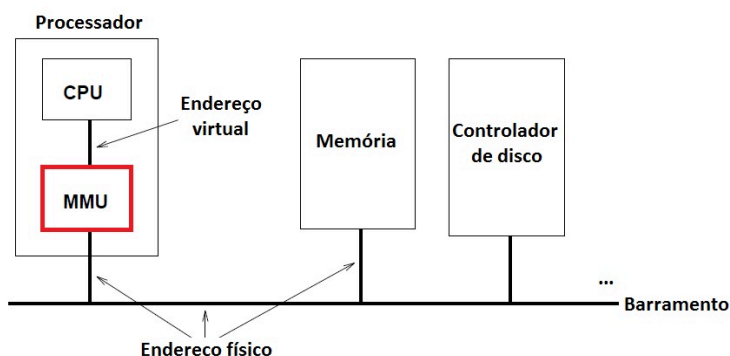 Processador
CPU
Endereço
virtual
MMU
Memória
Controlador
de disco
...
Barramento
Endereco físico